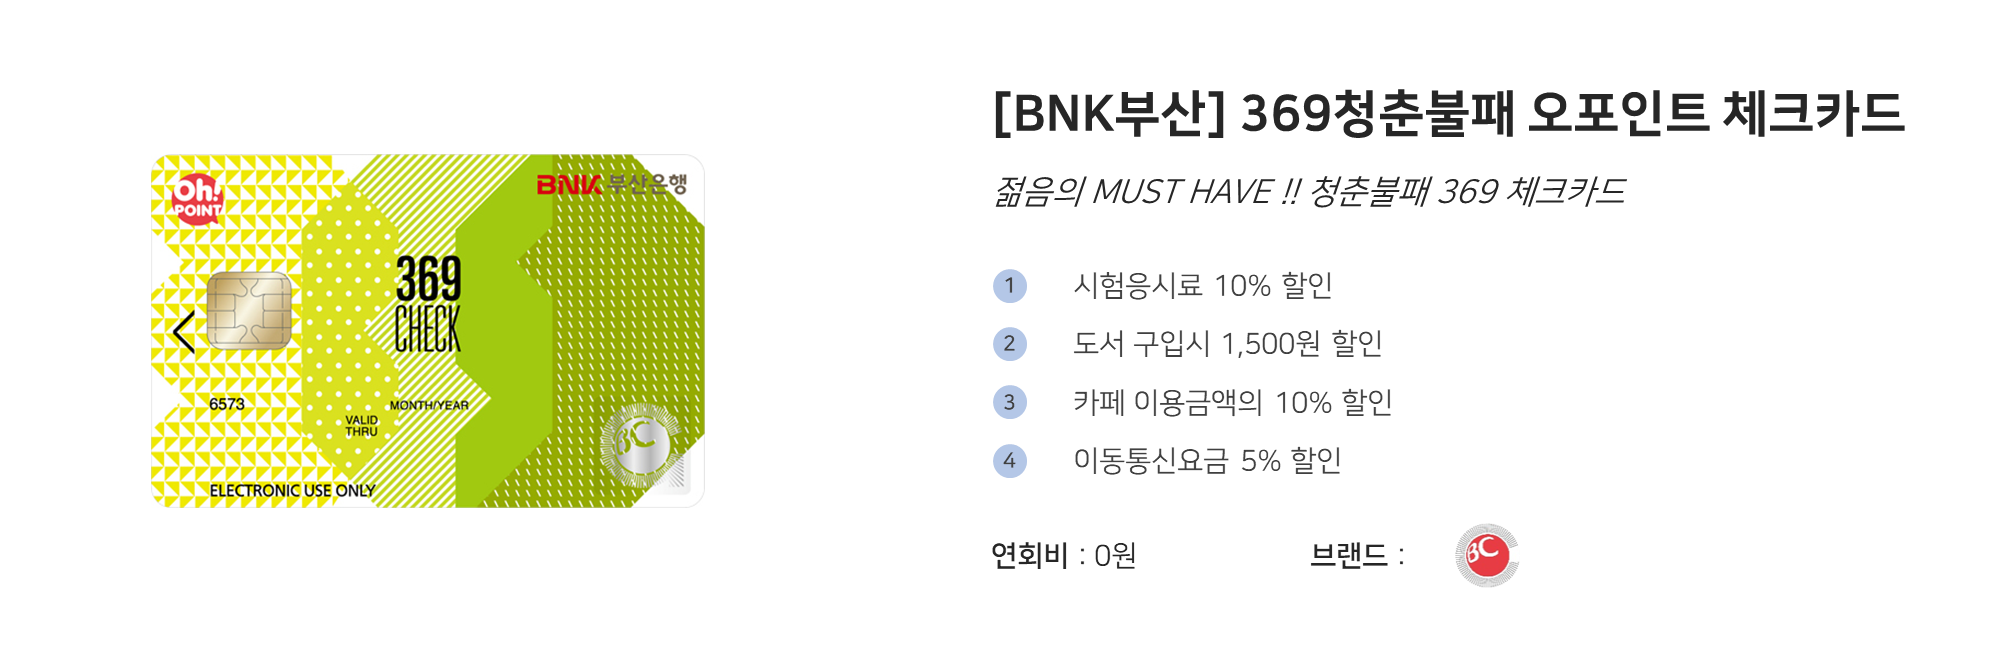 Oh!
POINT
BNK 부산은행
369
CHECK
6573
MONTH/YEAR
VALID
THRU
BC
ELECTRONIC USE ONLY
[BNK부산] 369청춘불패 오포인트 체크카드
젊음의 MUST HAVE !! 청춘불패 369 체크카드
1 시험응시료 10% 할인
2 도서 구입시 1,500원 할인
3 카페 이용금액의 10% 할인
4 이동통신요금 5% 할인
연회비 : 0원 브랜드 : BC